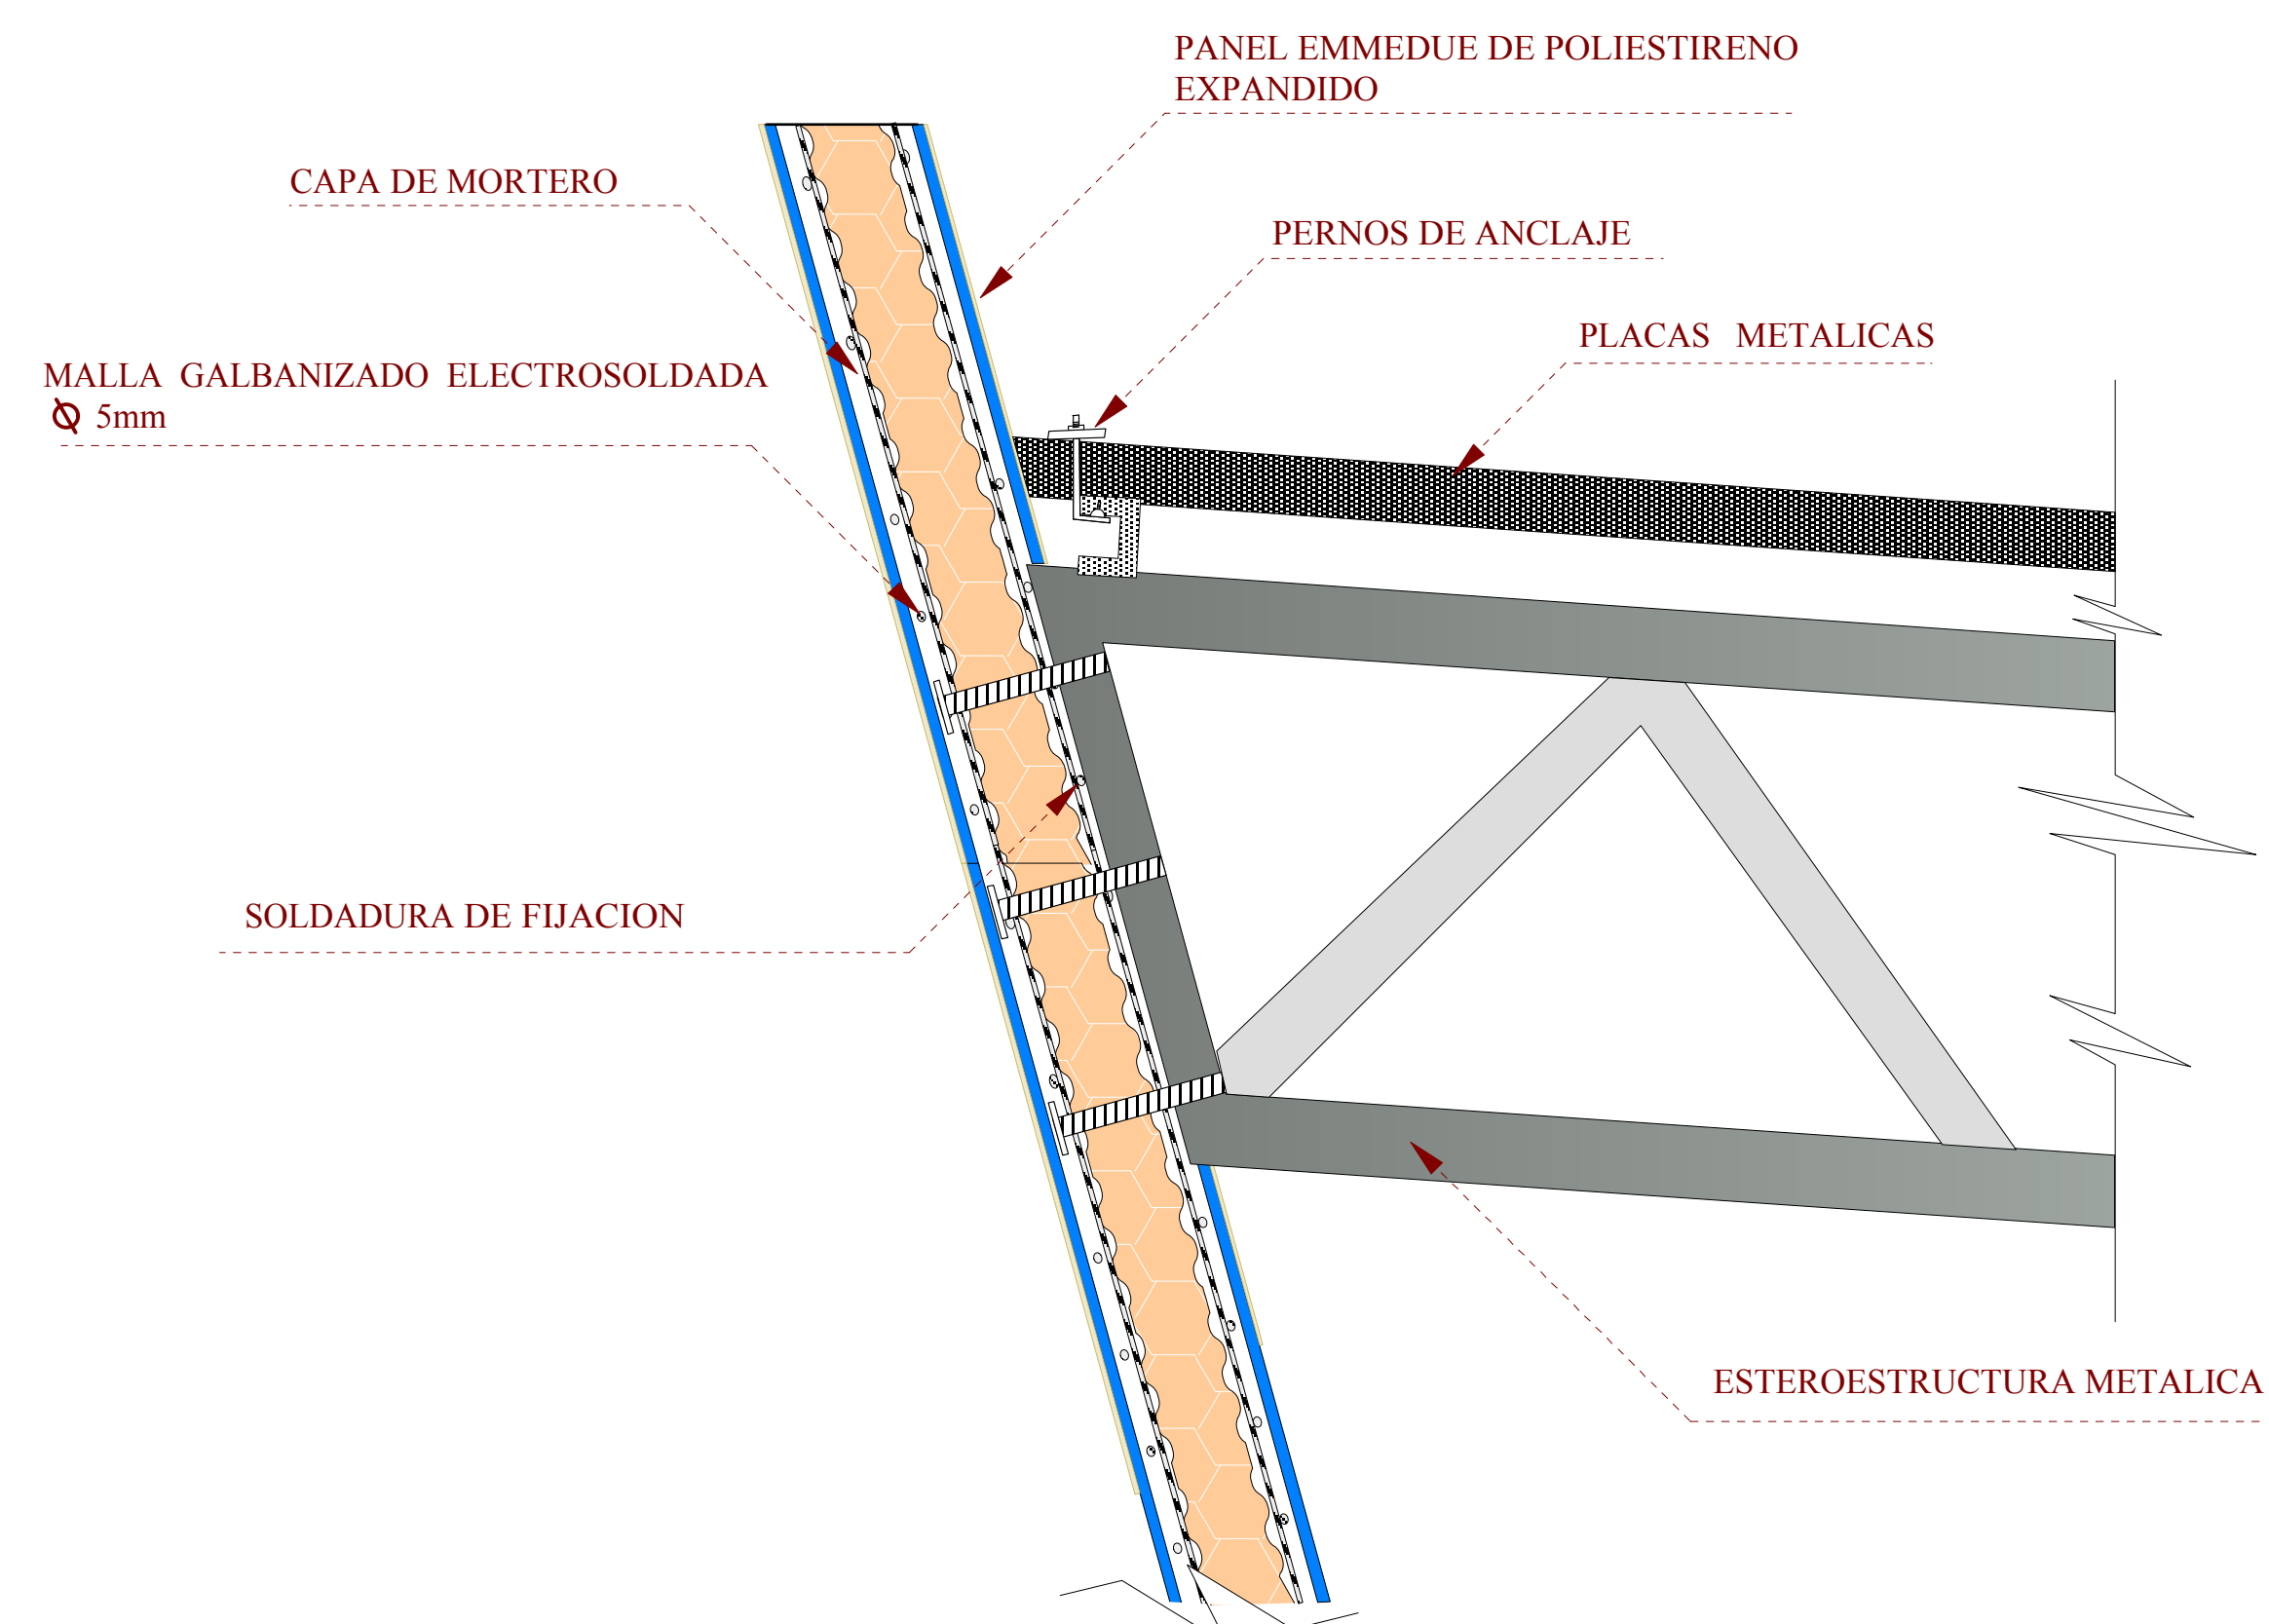 PANEL EMMEDUE DE POLIESTIRENO
EXPANDIDO
CAPA DE MORTERO
PERNOS DE ANCLAJE
PLACAS METALICAS
MALLA GALBANIZADO ELECTROSOLDADA
Ø 5mm
SOLDADURA DE FIJACION
ESTEROESTRUCTURA METALICA